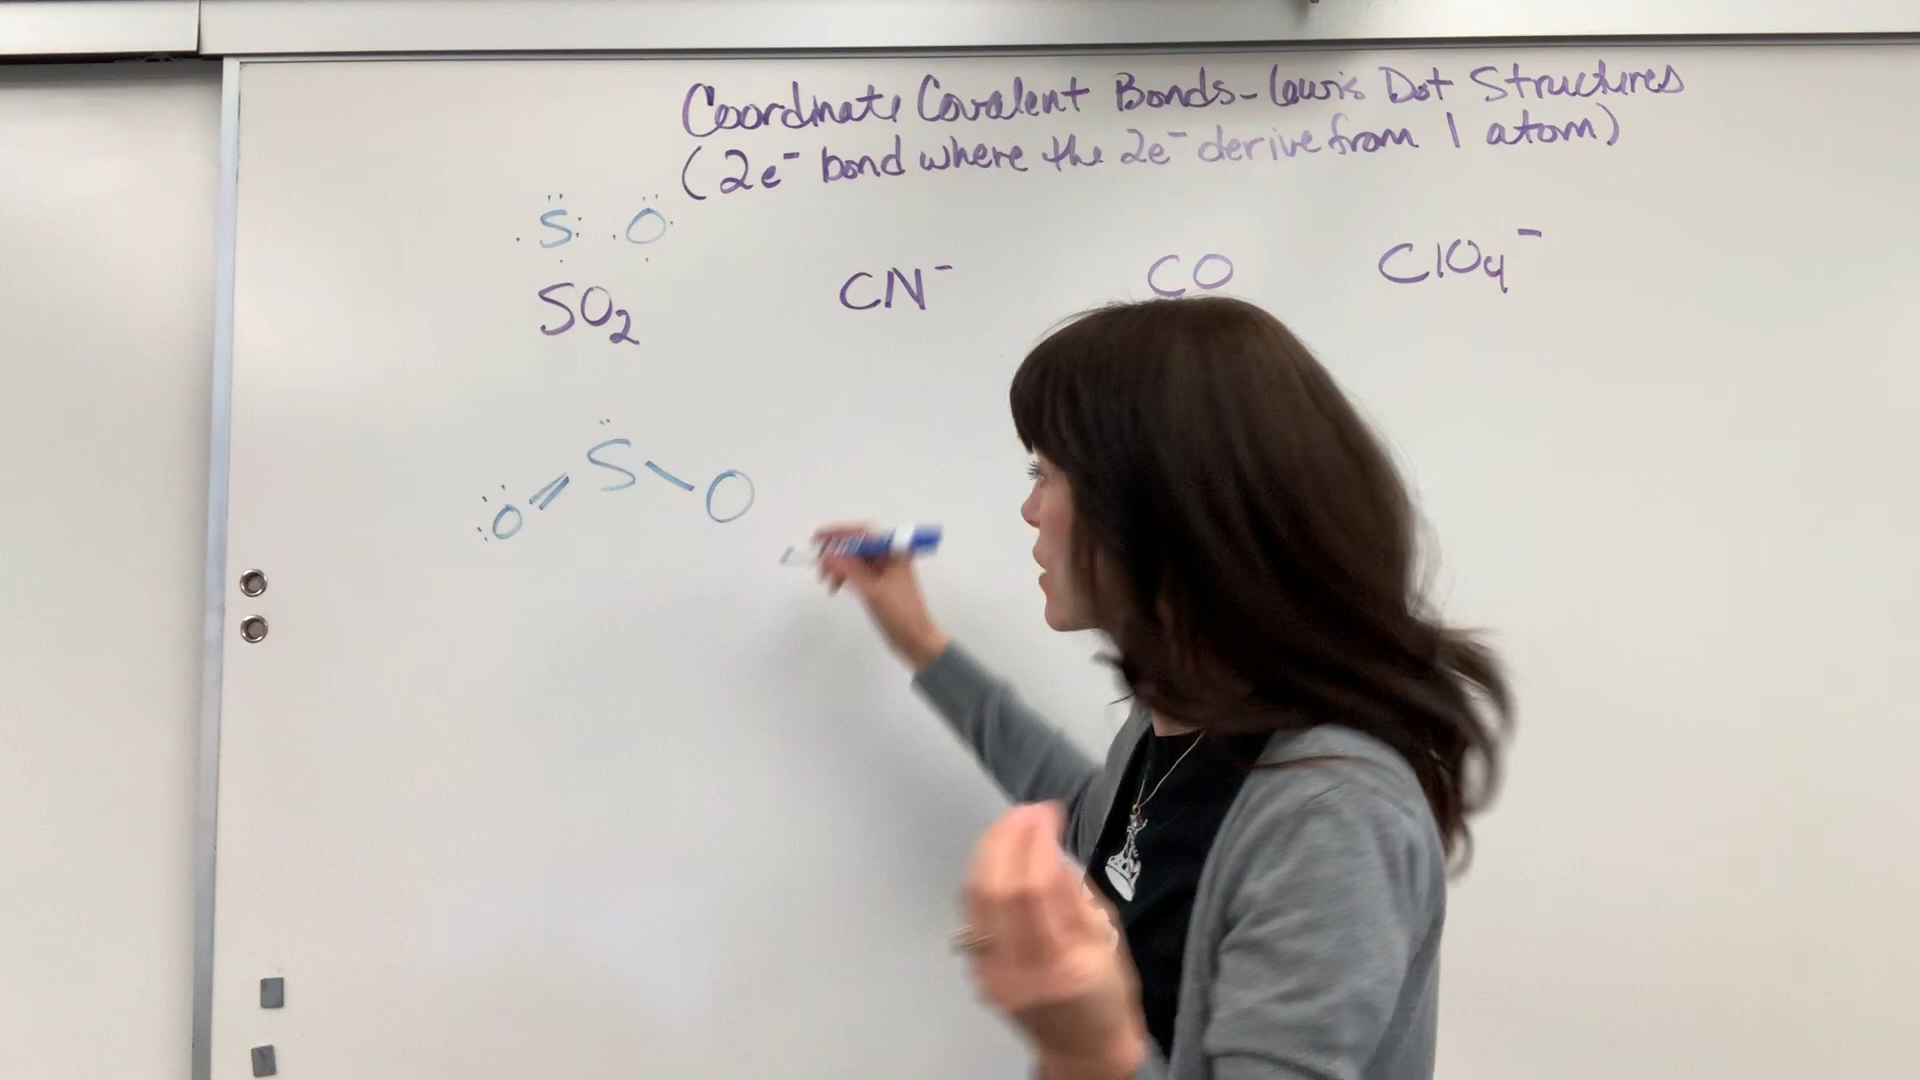 Coordinate Covalent Bonds - Lewis Dot Structures
(2e⁻ bond where the 2e⁻ derive from 1 atom)
S O
SO₂ CN⁻ CO ClO₄⁻
O=S-O